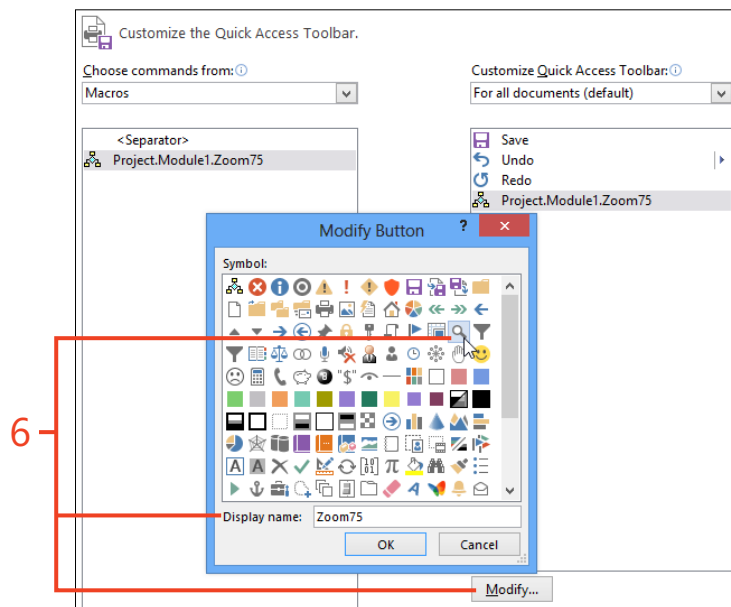 Customize the Quick Access Toolbar.
Choose commands from:
Customize Quick Access Toolbar:
Macros
For all documents (default)
<Separator>
Project.Module1.Zoom75
Save
Undo
Redo
Project.Module1.Zoom75
Modify Button ? ×
Symbol:
"$"
6
Display name: Zoom75
OK Cancel
Modify...